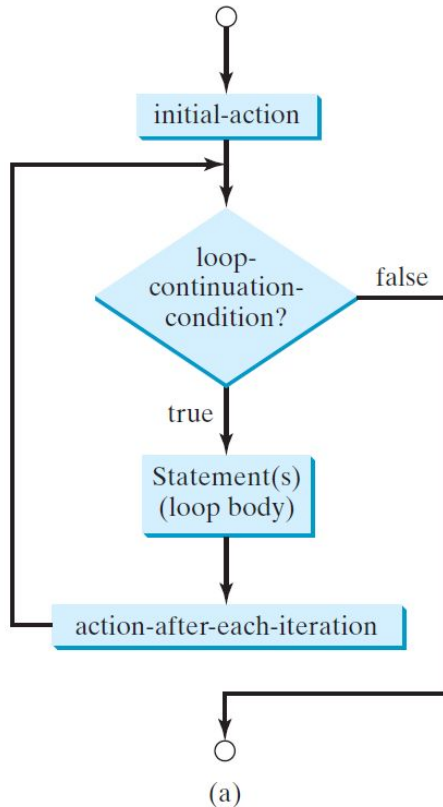 initial-action
loop-
continuation-
condition?
false
true
Statement(s)
(loop body)
action-after-each-iteration
(a)